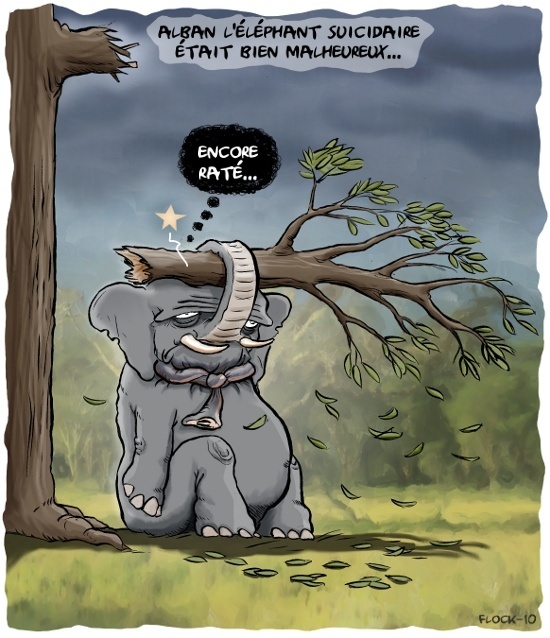 ALBAN L'ÉLÉPHANT SUICIDAIRE
ÉTAIT BIEN MALHEUREUX...
ENCORE
RATÉ...
FLOCK-10